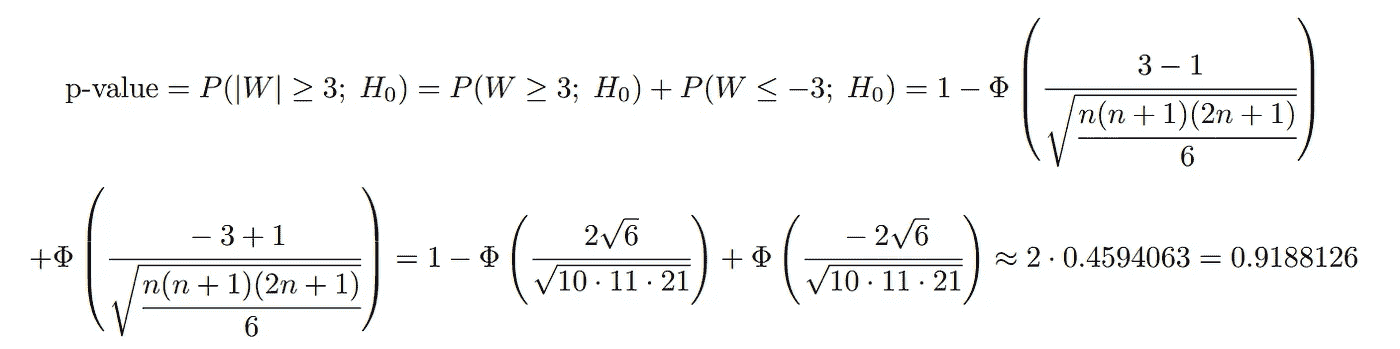 p-value = P(|W| ≥ 3; H₀) = P(W ≥ 3; H₀) + P(W ≤ −3; H₀) = 1 − Φ( (3 − 1) / √(n(n + 1)(2n + 1) / 6) )
+Φ( (− 3 + 1) / √(n(n + 1)(2n + 1) / 6) ) = 1 − Φ( 2√6 / √(10 · 11 · 21) ) + Φ( − 2√6 / √(10 · 11 · 21) ) ≈ 2 · 0.4594063 = 0.9188126